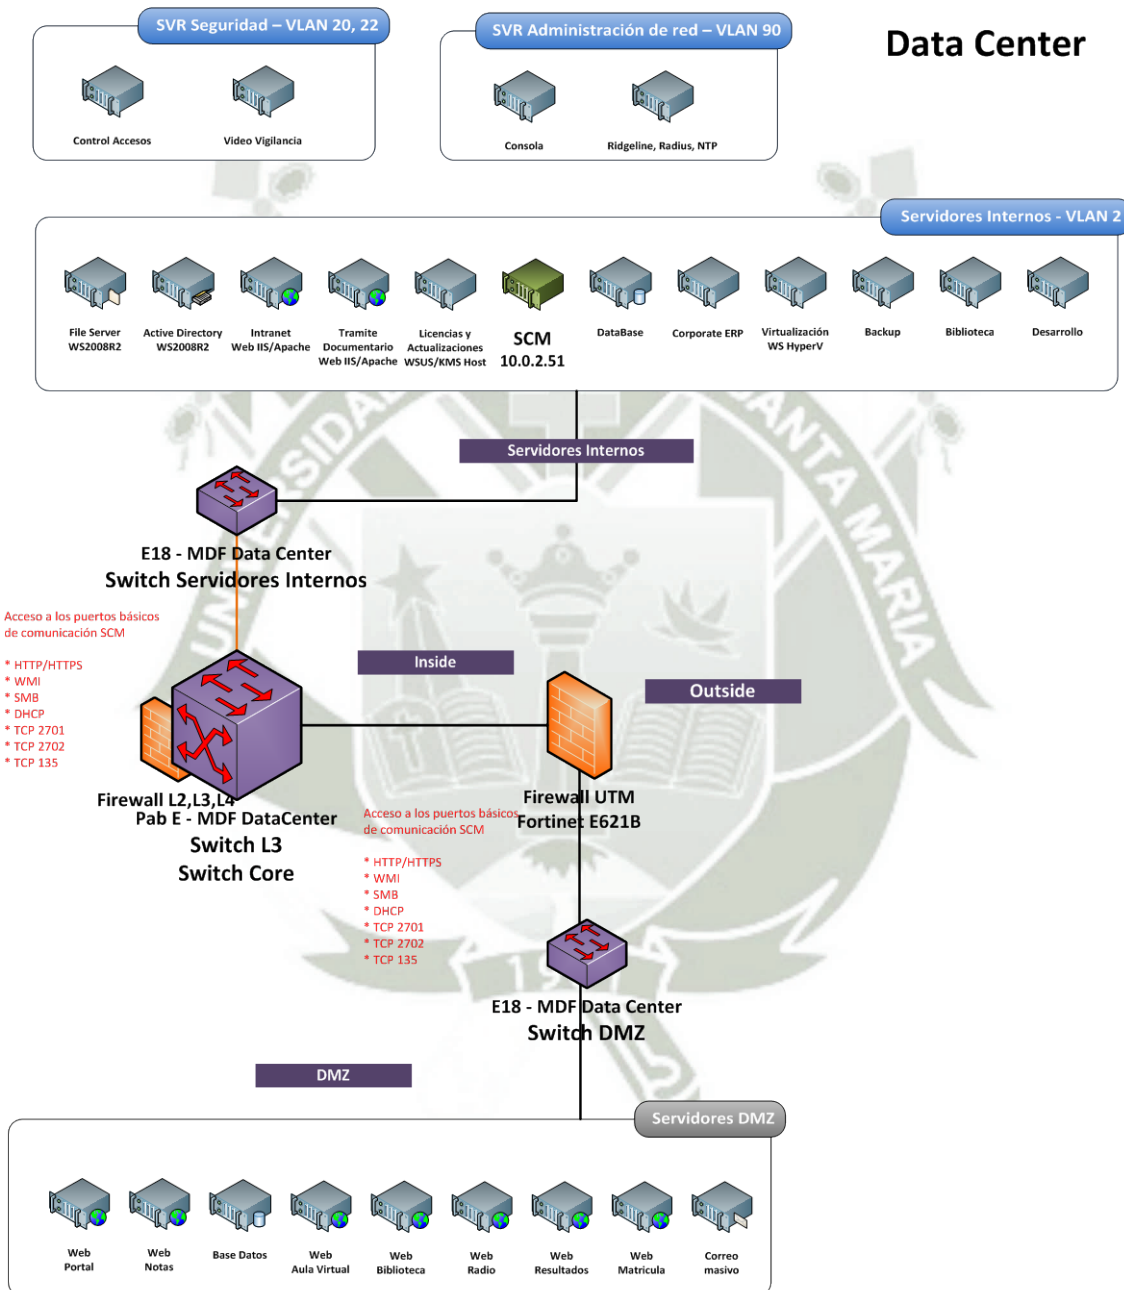 SVR Seguridad – VLAN 20, 22
SVR Administración de red – VLAN 90
Data Center
Control Accesos
Video Vigilancia
Consola
Ridgeline, Radius, NTP
Servidores Internos - VLAN 2
File Server
WS2008R2
Active Directory
WS2008R2
Intranet
Web IIS/Apache
Tramite
Documentario
Web IIS/Apache
Licencias y
Actualizaciones
WSUS/KMS Host
SCM
10.0.2.51
DataBase
Corporate ERP
Virtualización
WS HyperV
Backup
Biblioteca
Desarrollo
Servidores Internos
E18 - MDF Data Center
Switch Servidores Internos
Acceso a los puertos básicos
de comunicación SCM
* HTTP/HTTPS
* WMI
* SMB
* DHCP
* TCP 2701
* TCP 2702
* TCP 135
Inside
Outside
Firewall L2,L3,L4
Pab E - MDF DataCenter
Switch L3
Switch Core
Firewall UTM
Fortinet E621B
Acceso a los puertos básicos
de comunicación SCM
* HTTP/HTTPS
* WMI
* SMB
* DHCP
* TCP 2701
* TCP 2702
* TCP 135
E18 - MDF Data Center
Switch DMZ
DMZ
Servidores DMZ
Web
Portal
Web
Notas
Base Datos
Web
Aula Virtual
Web
Biblioteca
Web
Radio
Web
Resultados
Web
Matricula
Correo
masivo
SANTA MARIA